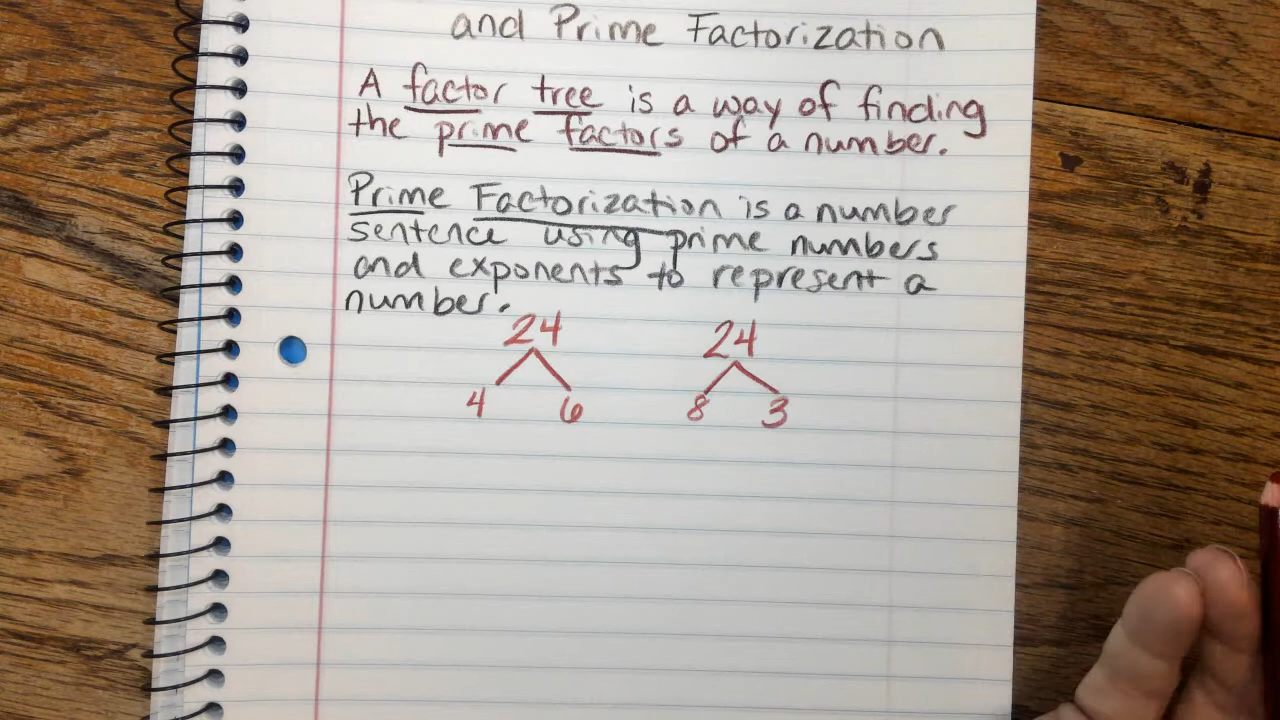 and Prime Factorization
A factor tree is a way of finding
the prime factors of a number.
Prime Factorization is a number
sentence using prime numbers
and exponents to represent a
number.
24 24
4 6 8 3